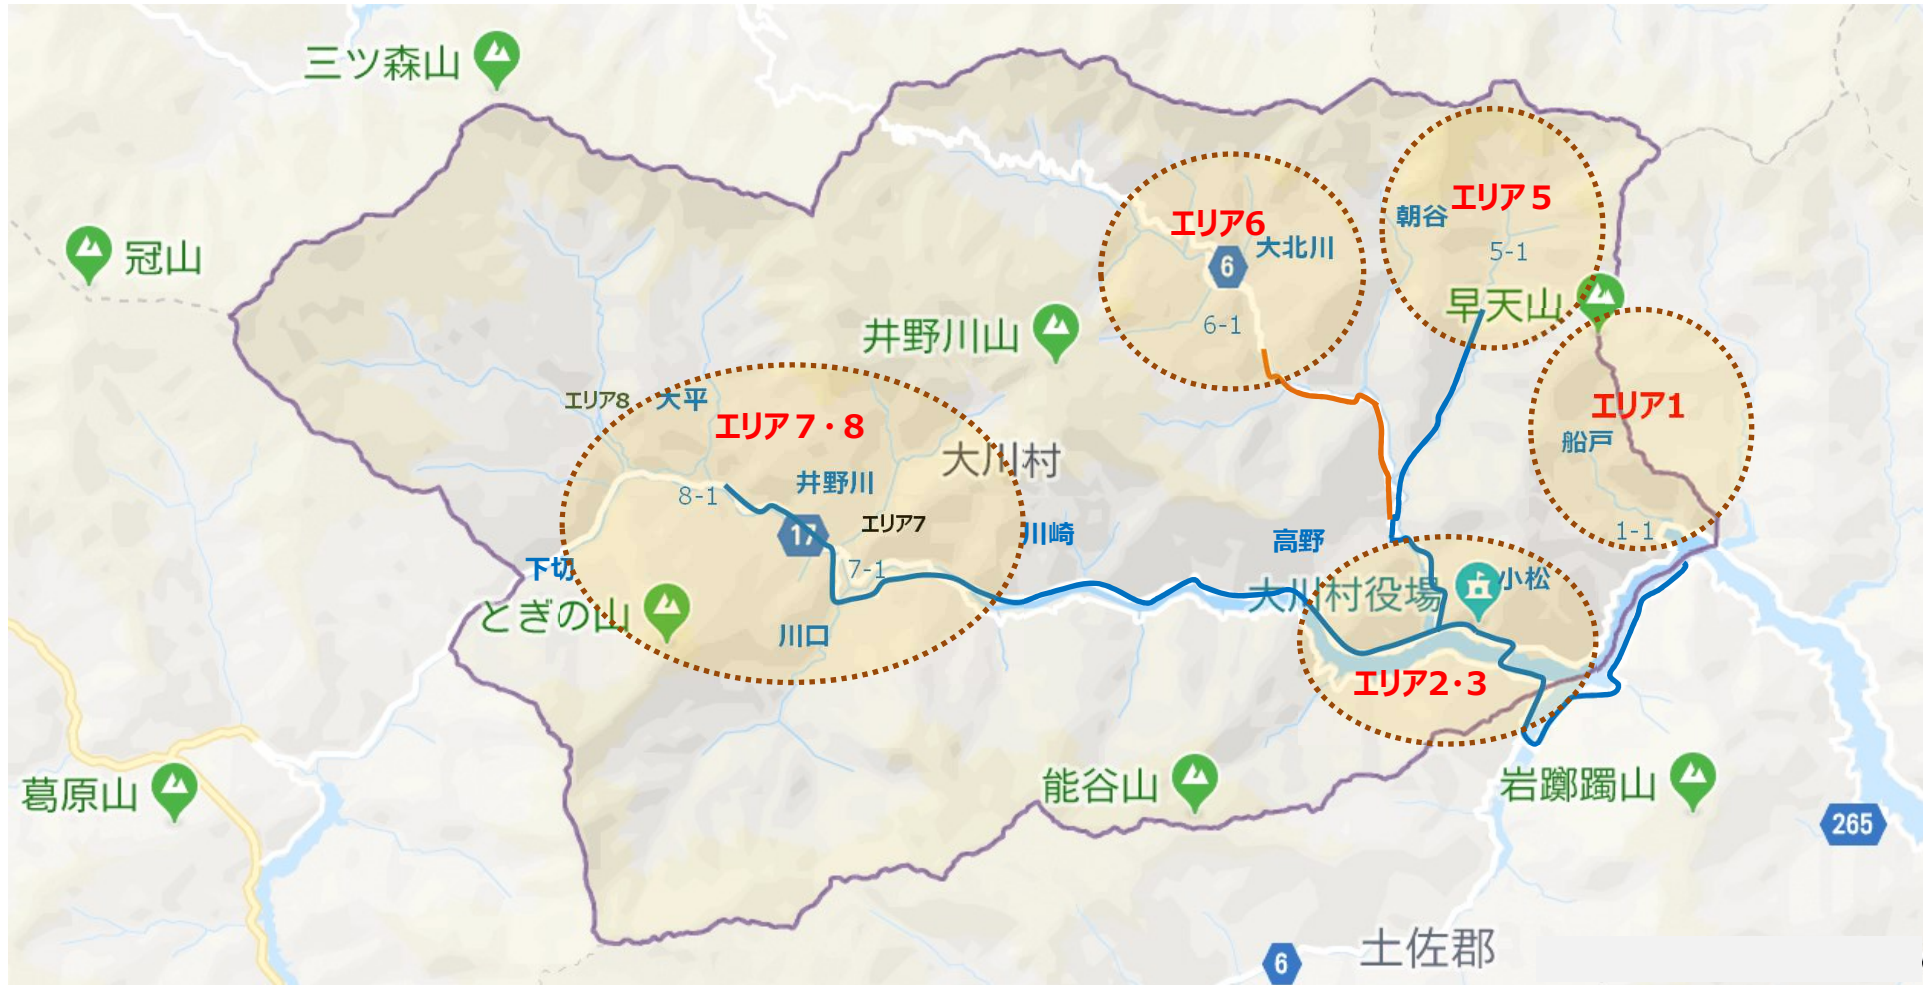 三ツ森山
エリア５
朝谷
エリア6
大北川
6
5-1
冠山
早天山
6-1
井野川山
エリア8
大平
エリア７・８
エリア1
船戸
大川村
井野川
8-1
エリア7
17
川崎
高野
1-1
下切
7-1
大川村役場
小松
とぎの山
川口
エリア2・3
葛原山
能谷山
岩躑躅山
265
土佐郡
6